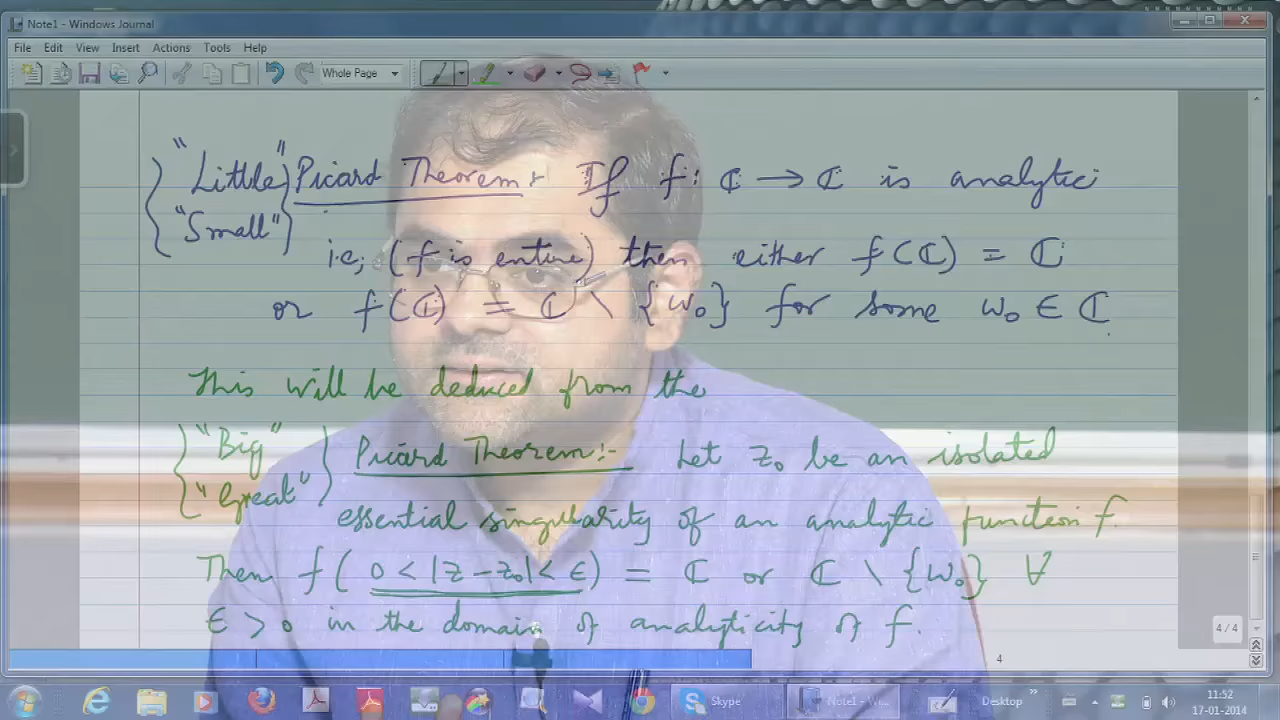 Note1 - Windows Journal
File Edit View Insert Actions Tools Help
Whole Page
"Little" Picard Theorem: If f: ℂ → ℂ is analytic
"Small"
i.e; (f is entire) then either f(ℂ) = ℂ
or f(ℂ) = ℂ \ {w₀} for some w₀ ∈ ℂ.
This will be deduced from the
"Big" Picard Theorem:- Let z₀ be an isolated
"Great"
essential singularity of an analytic function f.
Then f( 0 < |z - z₀| < ε) = ℂ or ℂ \ {w₀} ∀
ε > 0 in the domain of analyticity of f.
4 / 4
4
Skype
Note1 - Wi...
Desktop
11:52
17-01-2014